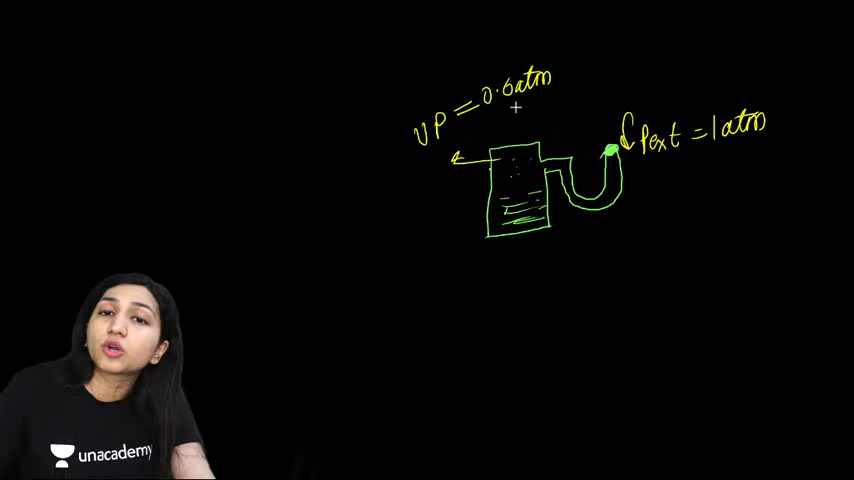 VP = 0.6atm
Pext = 1atm
unacademy